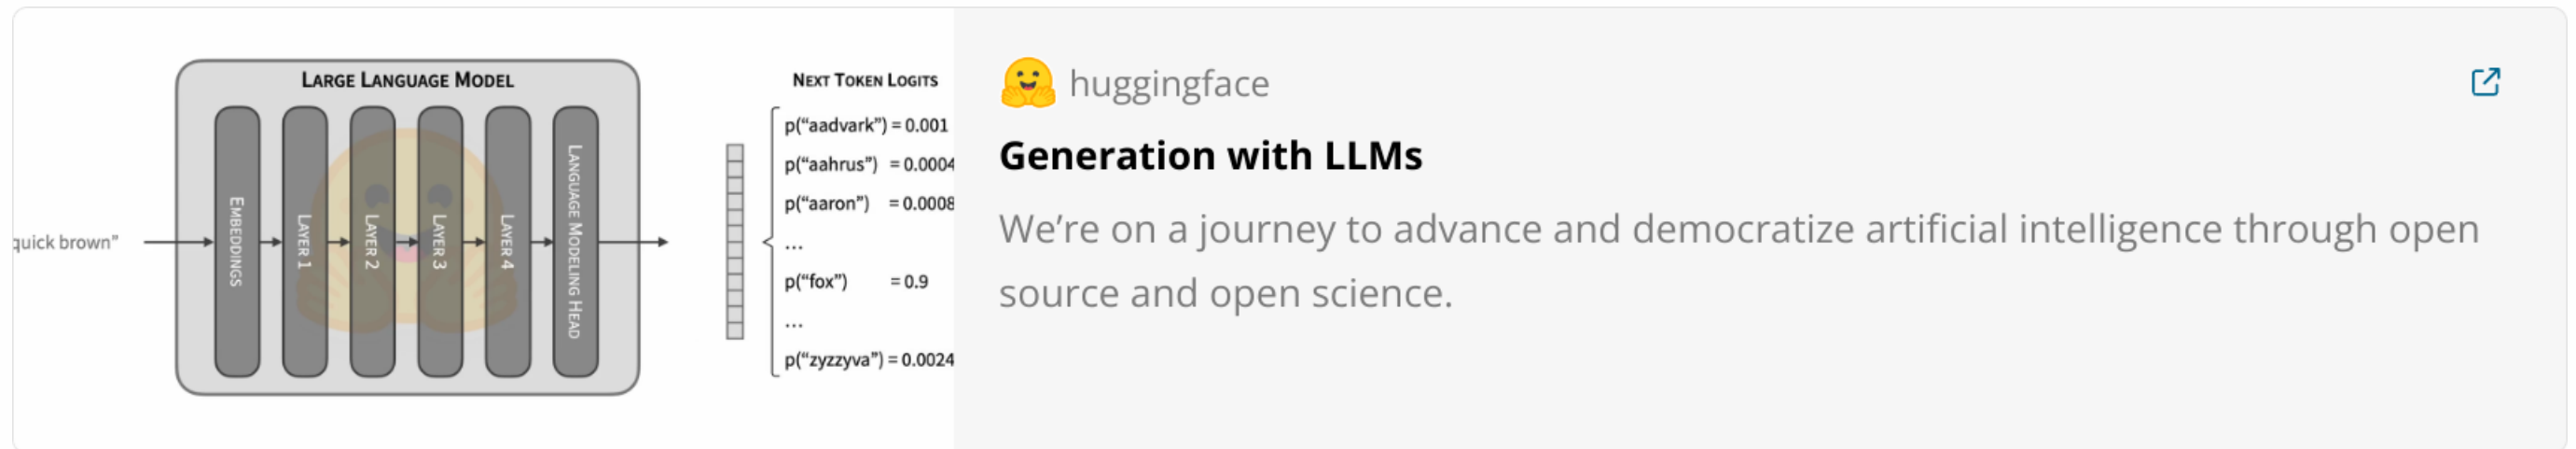 LARGE LANGUAGE MODEL
quick brown”
EMBEDDINGS
LAYER 1
LAYER 2
LAYER 3
LAYER 4
LANGUAGE MODELING HEAD
NEXT TOKEN LOGITS
p(“aadvark”) = 0.001
p(“aahrus”) = 0.0004
p(“aaron”) = 0.0008
...
p(“fox”) = 0.9
...
p(“zyzzyva”) = 0.0024
huggingface
Generation with LLMs
We’re on a journey to advance and democratize artificial intelligence through open
source and open science.